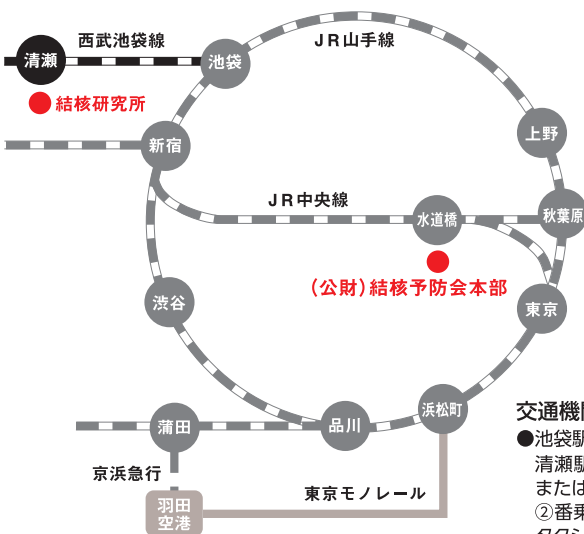 西武池袋線
JR山手線
清瀬
池袋
結核研究所
上野
新宿
JR中央線
水道橋
秋葉原
(公財)結核予防会本部
渋谷
東京
浜松町
蒲田
品川
京浜急行
東京モノレール
羽田
空港
交通機関
●池袋駅
清瀬駅
または
②番乗